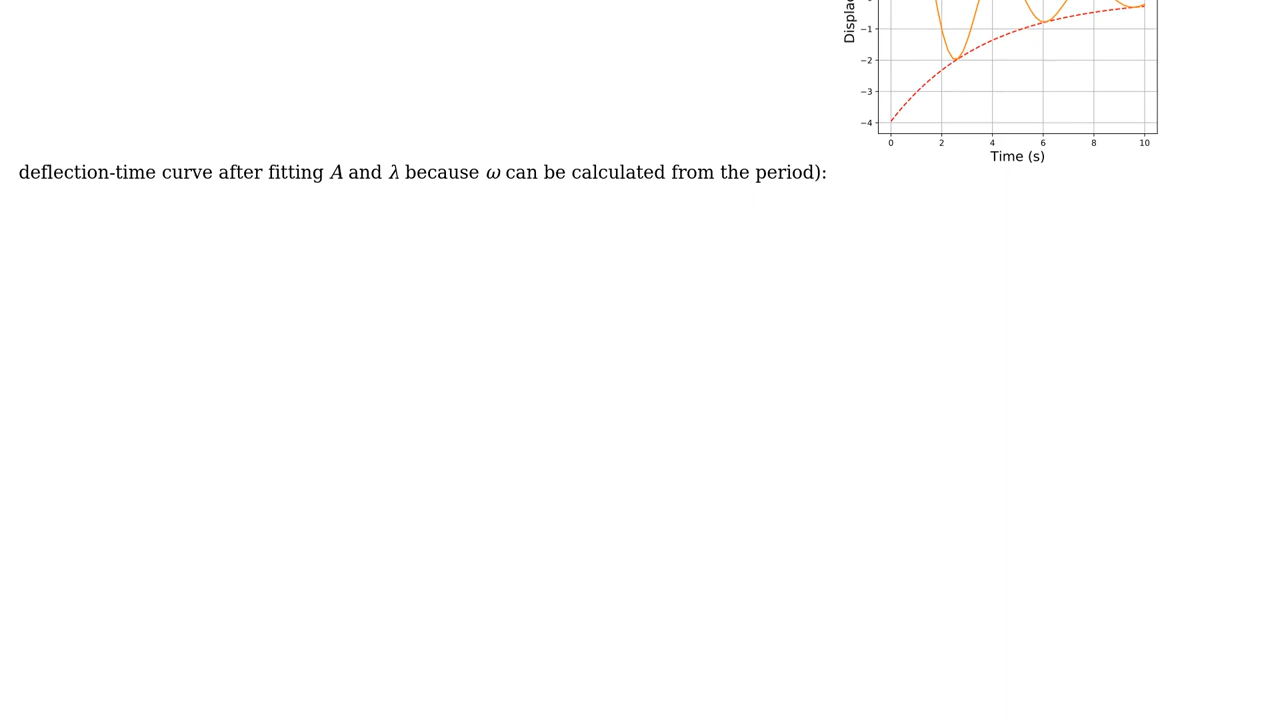 Displac
−1
−2
−3
−4
0 2 4 6 8 10
Time (s)
deflection-time curve after fitting A and λ because ω can be calculated from the period):